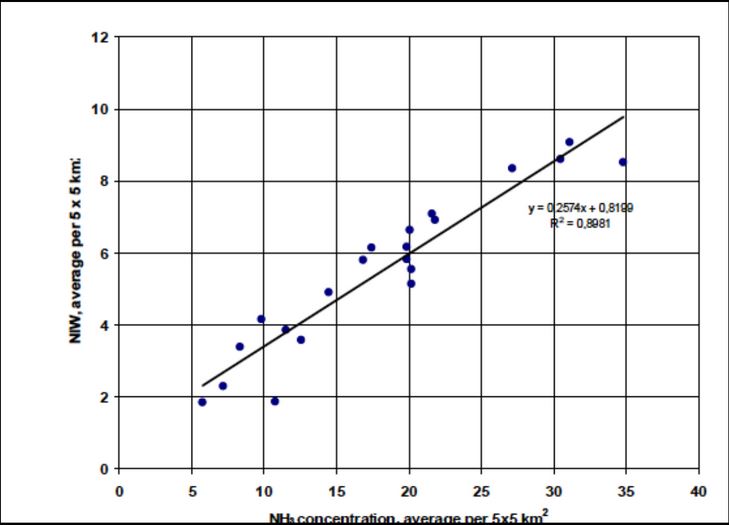 12
10
8
6
4
2
0
NIW, average per 5 x 5 km
y = 0,2574x + 0,8199
R² = 0,8981
0 5 10 15 20 25 30 35 40
NH₃ concentration, average per 5x5 km²